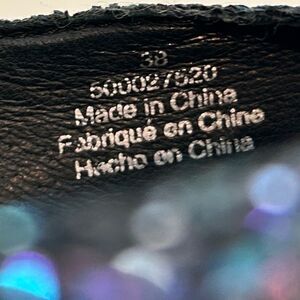 38
500027520
Made in China
Fabriqué en Chine
Hecho en China